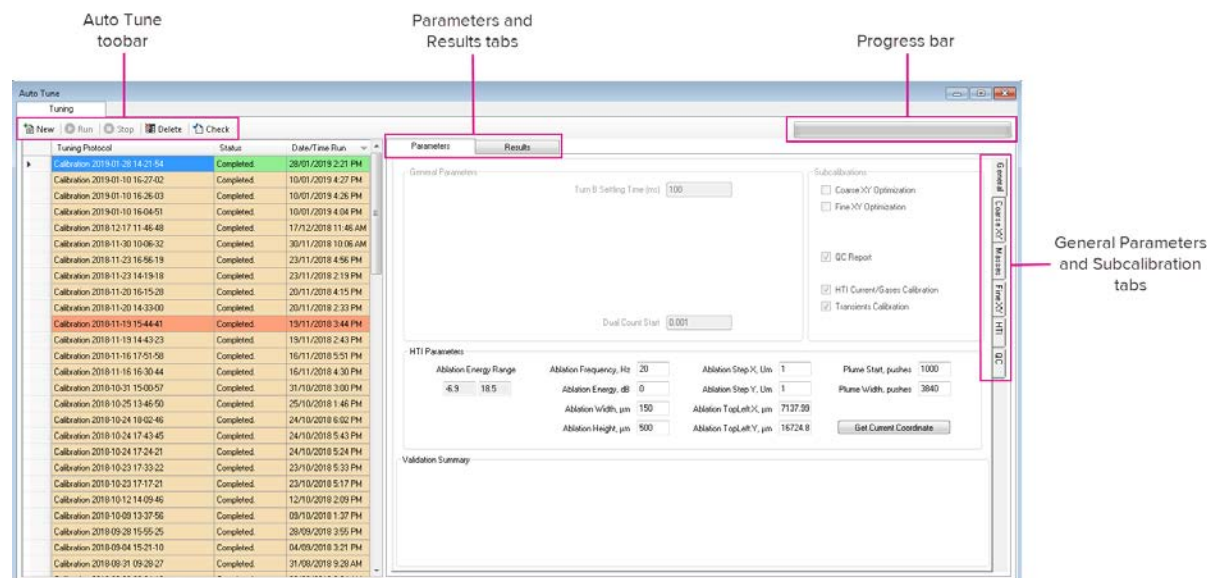 Auto Tune
toobar
Parameters and
Results tabs
Progress bar
Auto Tune
Tuning
New Run Stop Delete Check
Tuning Protocol Status Date/Time Run
Calibration 2019-01-28 14-21-54 Completed. 28/01/2019 2:21 PM
Calibration 2019-01-10 16-27-02 Completed. 10/01/2019 4:27 PM
Calibration 2019-01-10 16-26-03 Completed. 10/01/2019 4:26 PM
Calibration 2019-01-10 16-04-51 Completed. 10/01/2019 4:04 PM
Calibration 2018-12-17 11-46-48 Completed. 17/12/2018 11:46 AM
Calibration 2018-11-30 10-06-32 Completed. 30/11/2018 10:06 AM
Calibration 2018-11-23 16-56-19 Completed. 23/11/2018 4:56 PM
Calibration 2018-11-23 14-19-18 Completed. 23/11/2018 2:19 PM
Calibration 2018-11-20 16-15-28 Completed. 20/11/2018 4:15 PM
Calibration 2018-11-20 14-33-00 Completed. 20/11/2018 2:33 PM
Calibration 2018-11-19 15-44-41 Completed. 19/11/2018 3:44 PM
Calibration 2018-11-19 14-43-23 Completed. 19/11/2018 2:43 PM
Calibration 2018-11-16 17-51-58 Completed. 16/11/2018 5:51 PM
Calibration 2018-11-16 16-30-44 Completed. 16/11/2018 4:30 PM
Calibration 2018-10-31 15-00-57 Completed. 31/10/2018 3:00 PM
Calibration 2018-10-25 13-46-50 Completed. 25/10/2018 1:46 PM
Calibration 2018-10-24 18-02-46 Completed. 24/10/2018 6:02 PM
Calibration 2018-10-24 17-43-45 Completed. 24/10/2018 5:43 PM
Calibration 2018-10-24 17-24-21 Completed. 24/10/2018 5:24 PM
Calibration 2018-10-23 17-33-22 Completed. 23/10/2018 5:33 PM
Calibration 2018-10-23 17-17-21 Completed. 23/10/2018 5:17 PM
Calibration 2018-10-12 14-09-46 Completed. 12/10/2018 2:09 PM
Calibration 2018-10-09 13-37-56 Completed. 09/10/2018 1:37 PM
Calibration 2018-09-28 15-55-25 Completed. 28/09/2018 3:55 PM
Calibration 2018-09-04 15-21-10 Completed. 04/09/2018 3:21 PM
Calibration 2018-08-31 09-28-27 Completed. 31/08/2018 9:28 AM
Parameters Results
General Parameters
Turn B Settling Time (ms) 100
Dual Count Start 0.001
Subcalibrations
Coarse XY Optimization
Fine XY Optimization
QC Report
HTI Current/Gases Calibration
Transients Calibration
HTI Parameters
Ablation Energy Range Ablation Frequency, Hz 20 Ablation Step X, Um 1 Plume Start, pushes 1000
-6.9 18.5 Ablation Energy, dB 0 Ablation Step Y, Um 1 Plume Width, pushes 3840
Ablation Width, µm 150 Ablation TopLeft X, µm 7137.99
Ablation Height, µm 500 Ablation TopLeft Y, µm 16724.8 Get Current Coordinate
Validation Summary
General
Coarse XY
Masses
Fine XY
HTI
QC
General Parameters
and Subcalibration
tabs